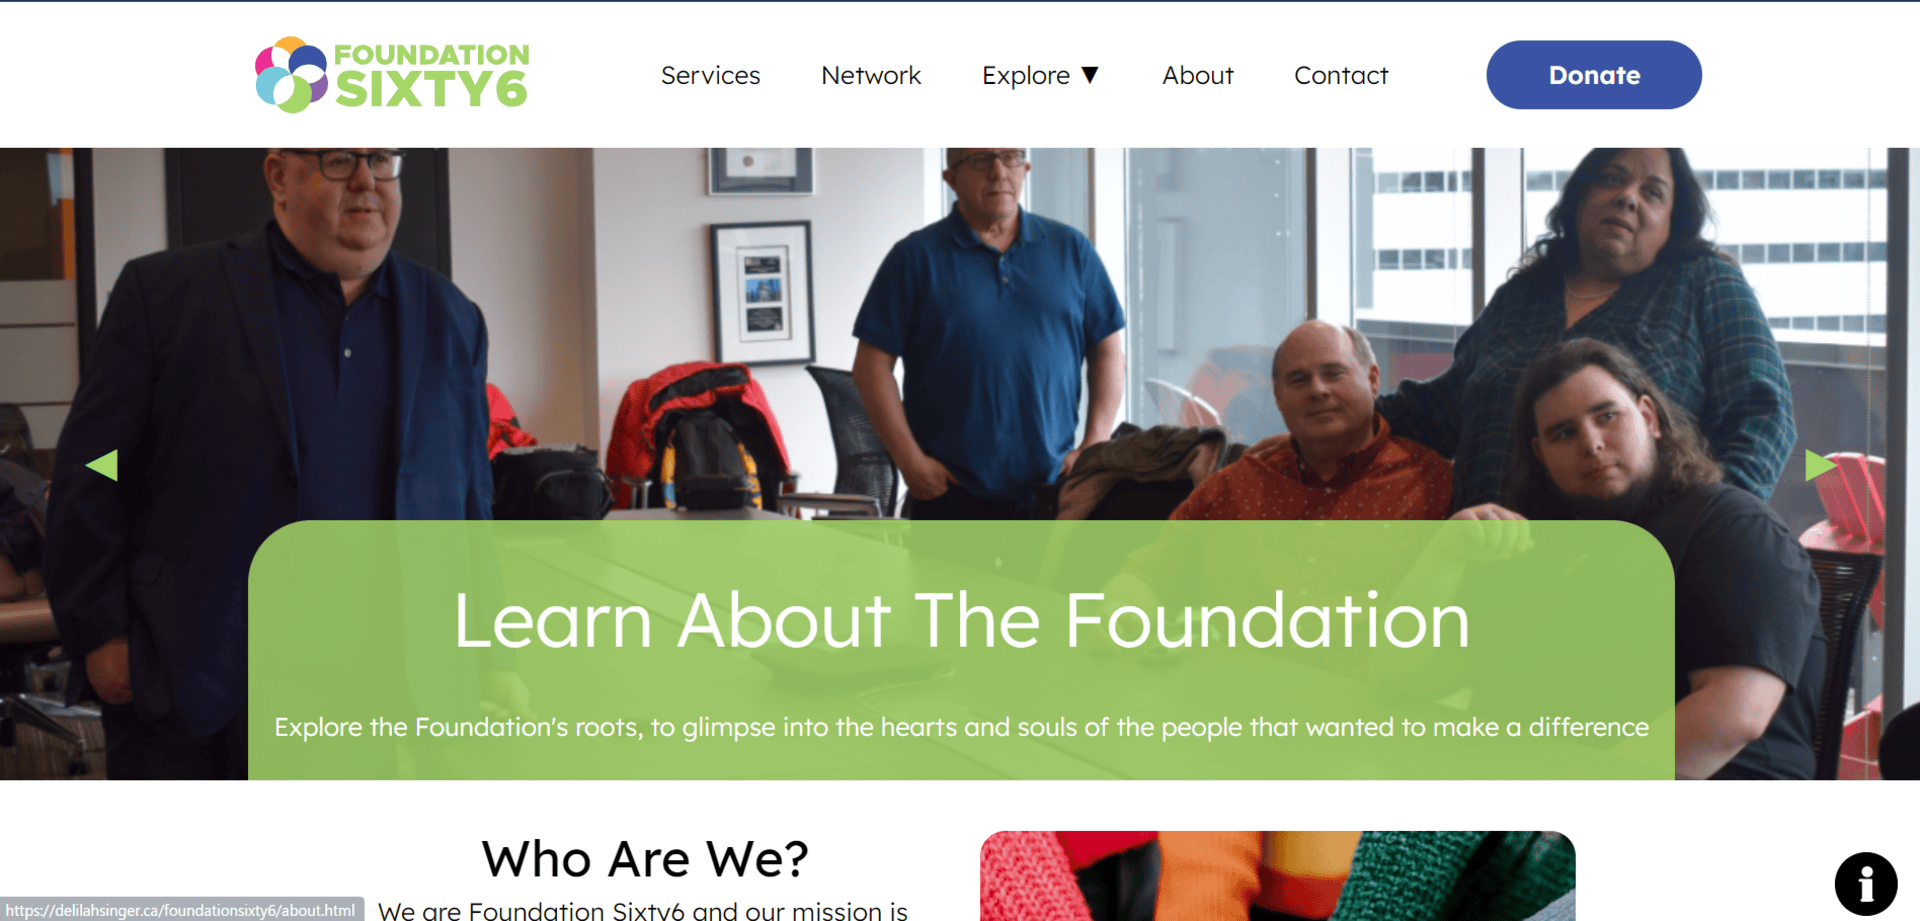 FOUNDATION
SIXTY6
Services
Network
Explore ▼
About
Contact
Donate
Learn About The Foundation
Explore the Foundation's roots, to glimpse into the hearts and souls of the people that wanted to make a difference
Who Are We?
We are Foundation Sixty6 and our mission is
https://delilahsinger.ca/foundationsixty6/about.html
i